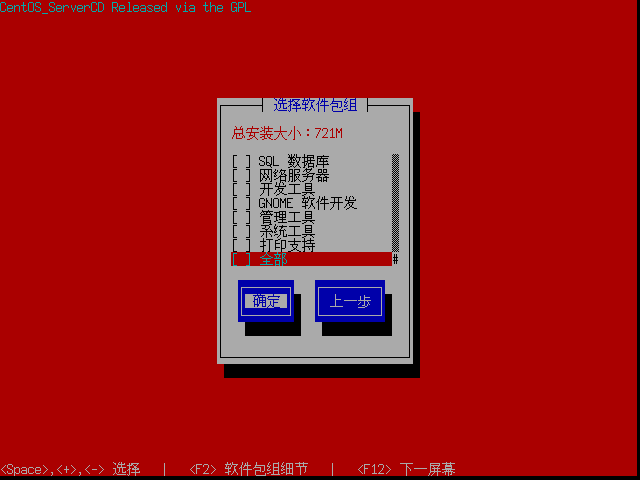 CentOS_ServerCD Released via the GPL
选择软件包组
总安装大小：721M
[ ] SQL 数据库
[ ] 网络服务器
[ ] 开发工具
[ ] GNOME 软件开发
[ ] 管理工具
[ ] 系统工具
[ ] 打印支持
[ ] 全部 #
确定 上一步
<Space>,<+>,<-> 选择 | <F2> 软件包组细节 | <F12> 下一屏幕